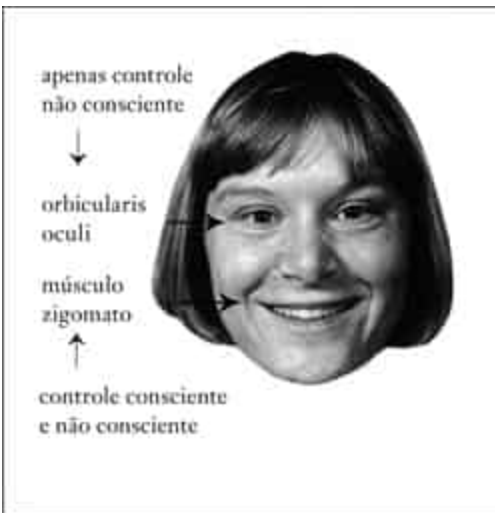 apenas controle
não consciente
orbicularis
oculi
músculo
zigomato
controle consciente
e não consciente